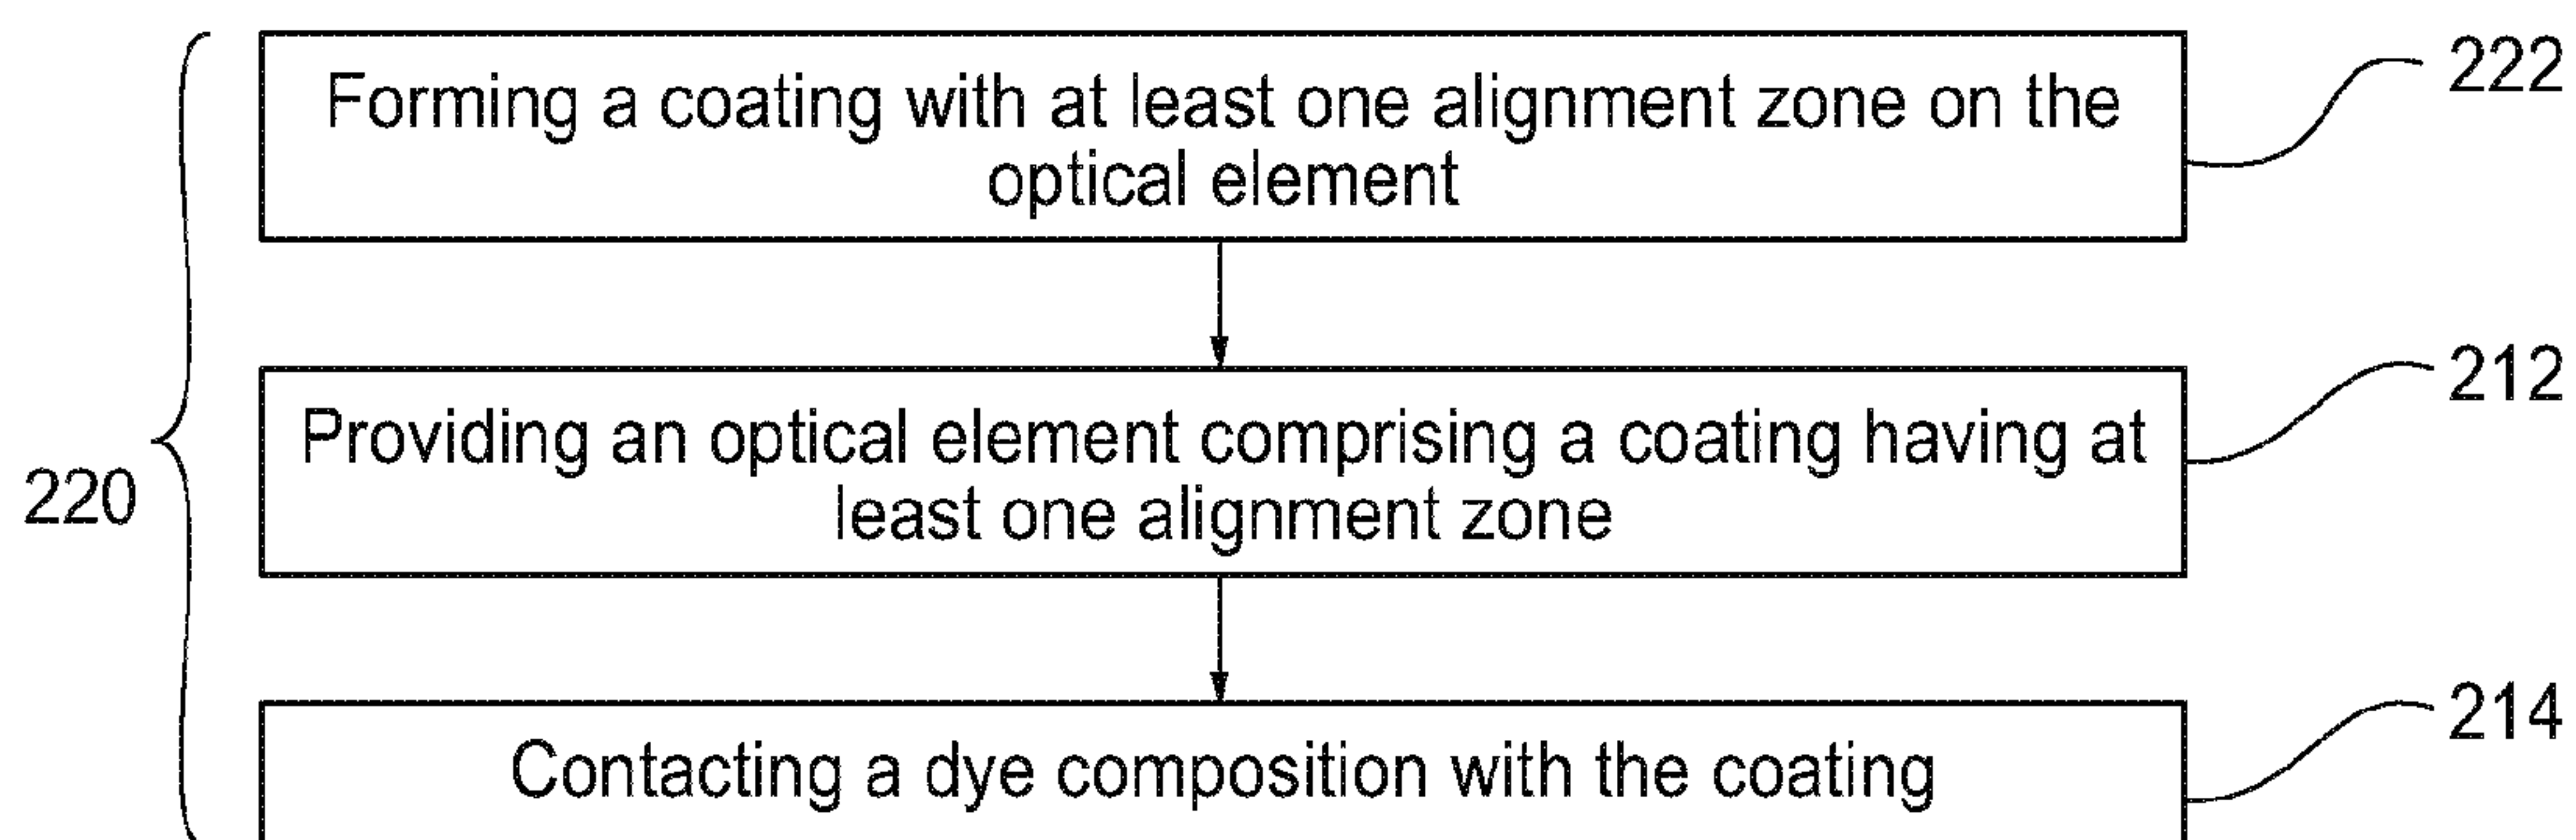 Forming a coating with at least one alignment zone on the
optical element
222
Providing an optical element comprising a coating having at
least one alignment zone
212
220
Contacting a dye composition with the coating
214